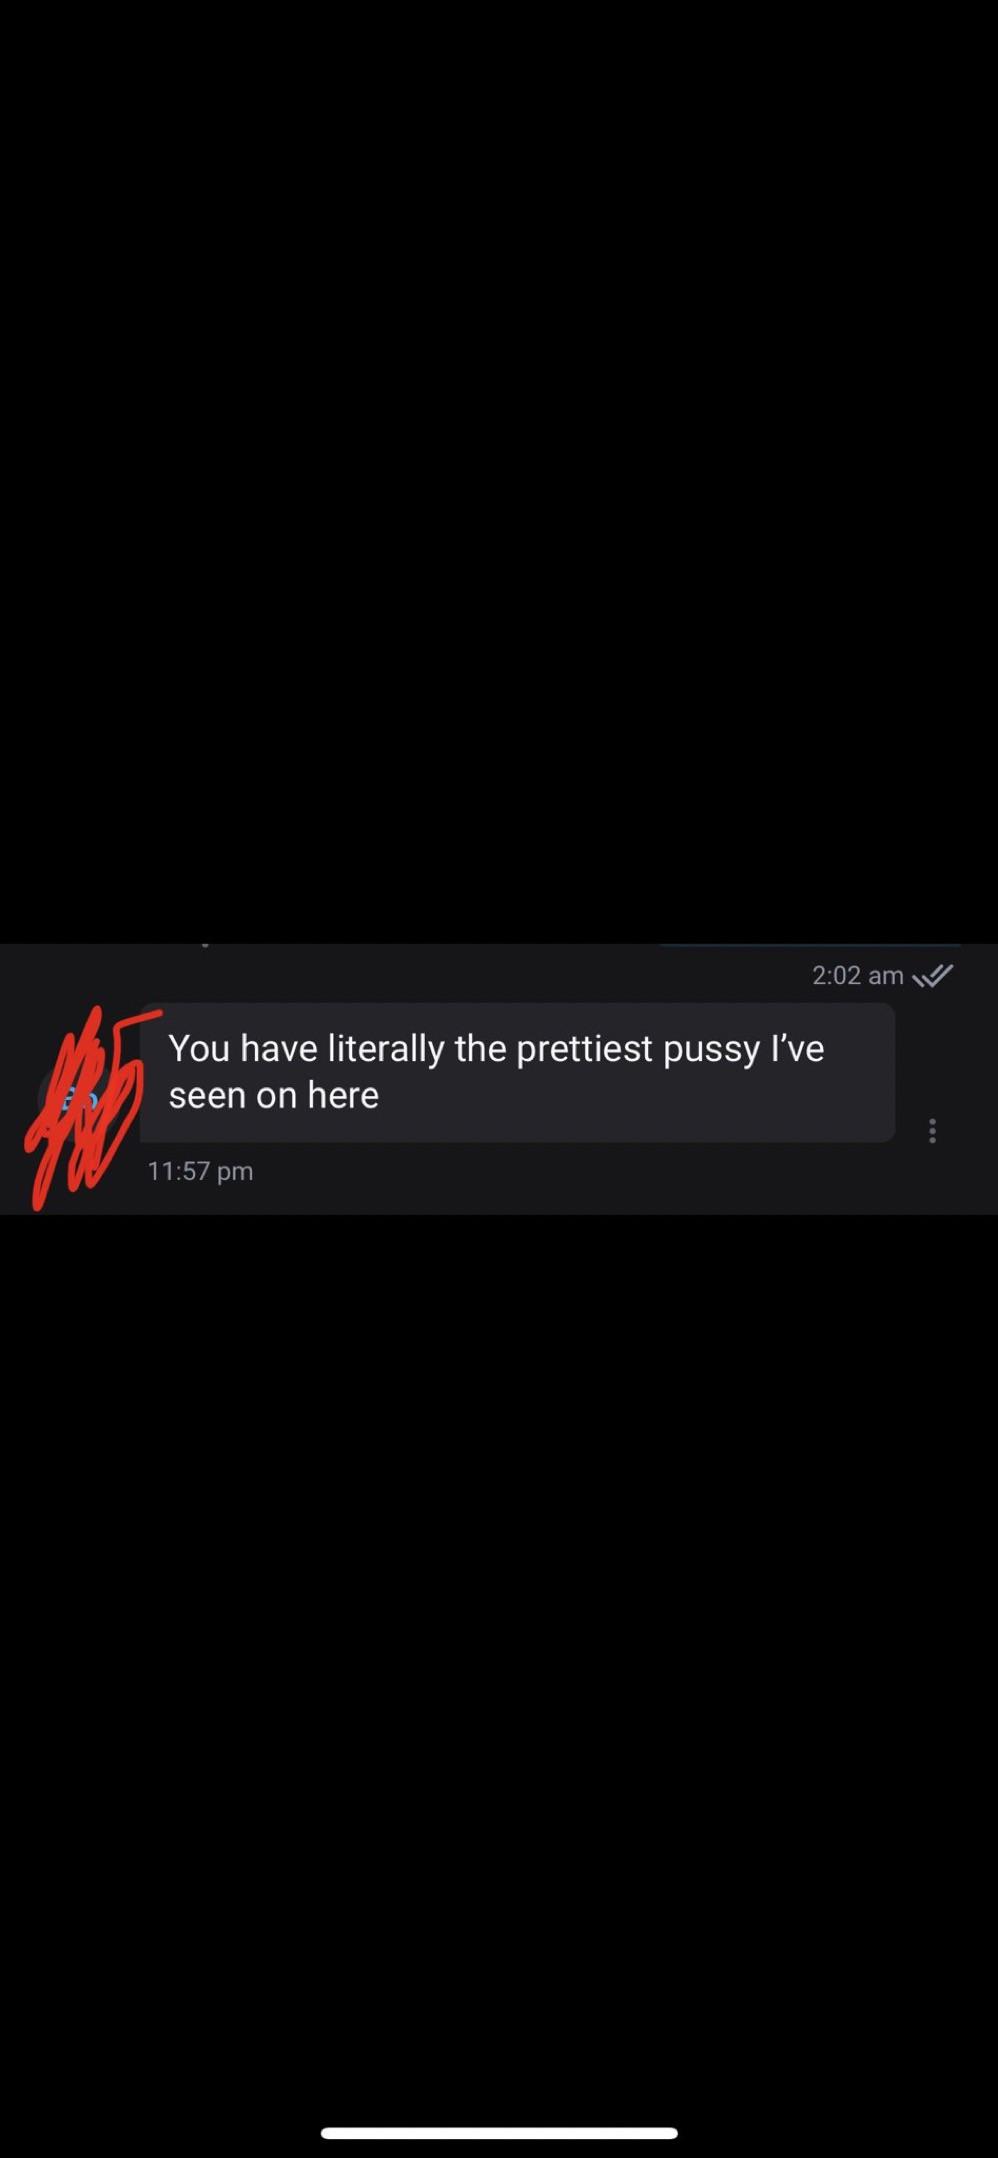 2:02 am
You have literally the prettiest pussy I’ve
seen on here
11:57 pm